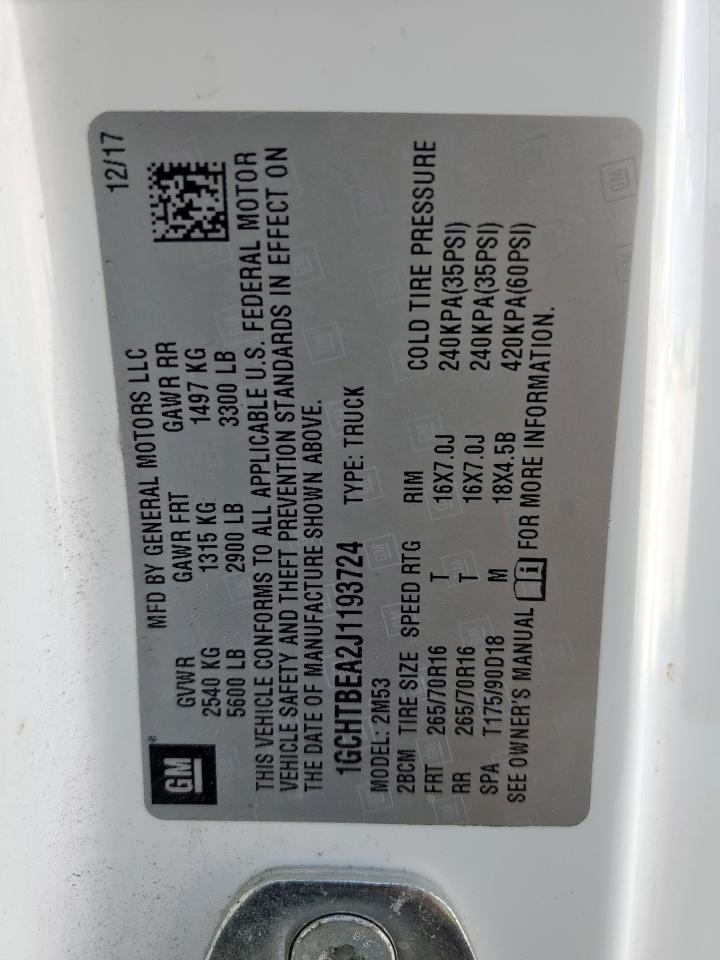 12/17
MFD BY GENERAL MOTORS LLC
GM®
GVWR GAWR FRT GAWR RR
2540 KG 1315 KG 1497 KG
5600 LB 2900 LB 3300 LB
THIS VEHICLE CONFORMS TO ALL APPLICABLE U.S. FEDERAL MOTOR
VEHICLE SAFETY AND THEFT PREVENTION STANDARDS IN EFFECT ON
THE DATE OF MANUFACTURE SHOWN ABOVE.
1GCHTBEA2J1193724 TYPE: TRUCK
MODEL: 2M53
2BCM TIRE SIZE SPEED RTG RIM COLD TIRE PRESSURE
FRT 265/70R16 T 16X7.0J 240KPA(35PSI)
RR 265/70R16 T 16X7.0J 240KPA(35PSI)
SPA T175/90D18 M 18X4.5B 420KPA(60PSI)
SEE OWNER'S MANUAL i FOR MORE INFORMATION.